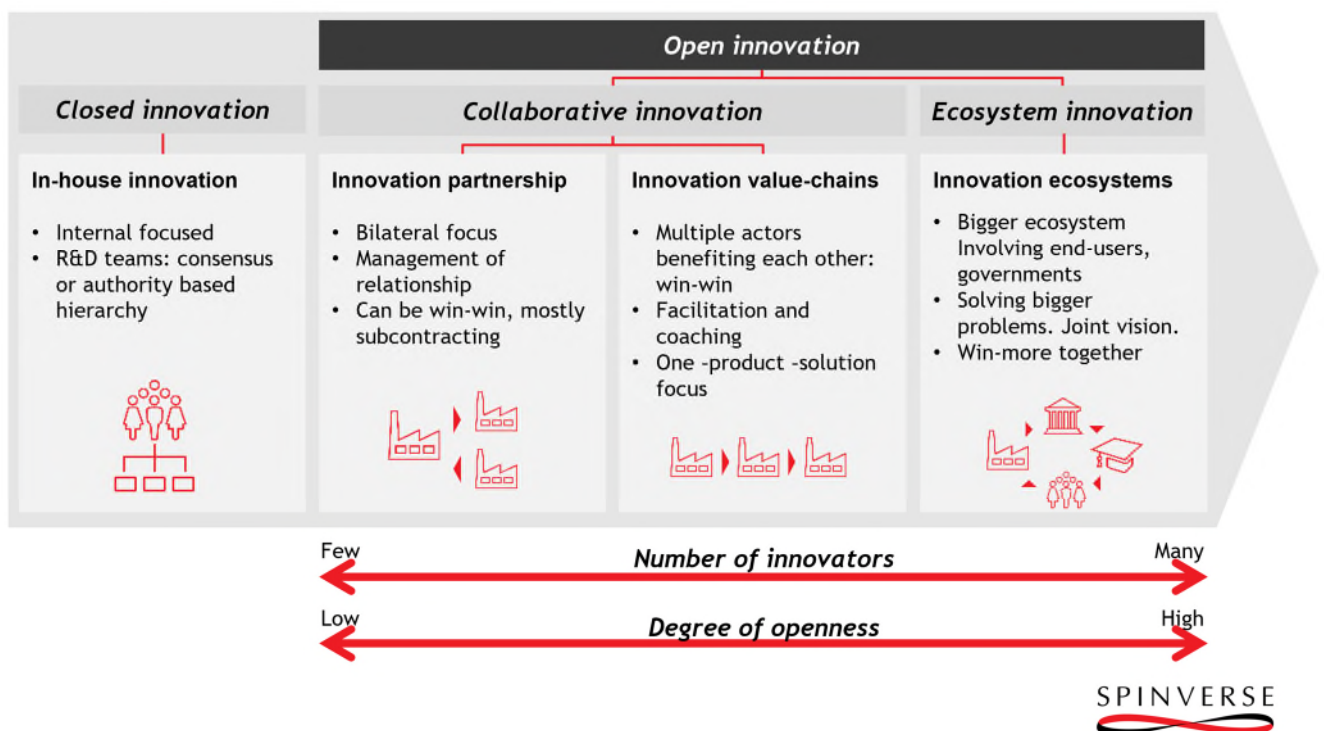 Open innovation
Closed innovation
Collaborative innovation
Ecosystem innovation
In-house innovation
• Internal focused
• R&D teams: consensus
or authority based
hierarchy
Innovation partnership
• Bilateral focus
• Management of
relationship
• Can be win-win, mostly
subcontracting
Innovation value-chains
• Multiple actors
benefiting each other:
win-win
• Facilitation and
coaching
• One -product -solution
focus
Innovation ecosystems
• Bigger ecosystem
Involving end-users,
governments
• Solving bigger
problems. Joint vision.
• Win-more together
Few
Number of innovators
Many
Low
Degree of openness
High
SPINVERSE